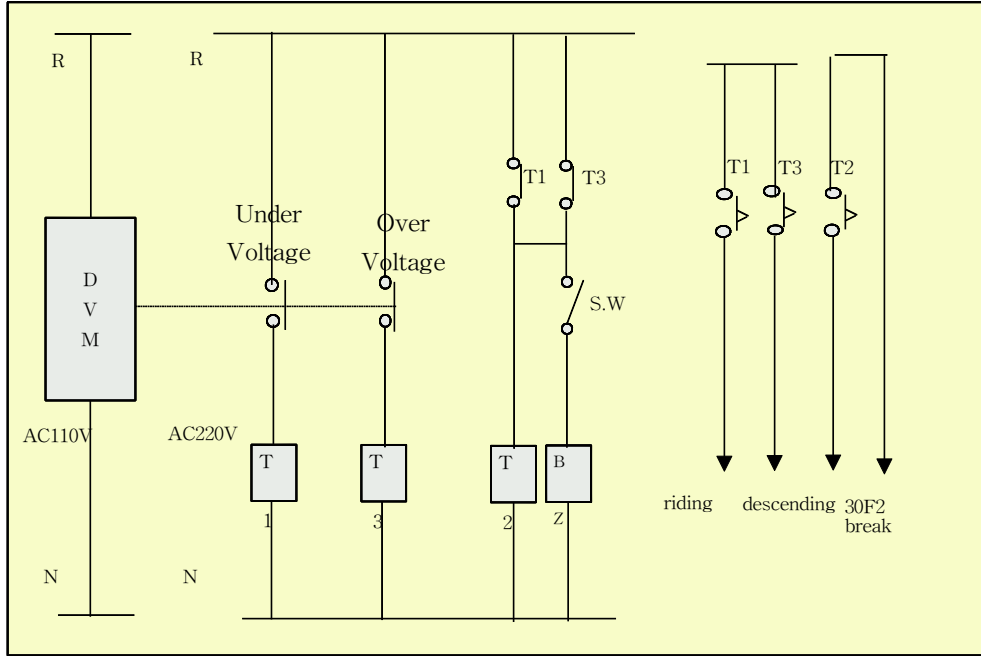 R
R
T1
T3
T1
T3
T2
Under
Voltage
Over
Voltage
D
V
M
S.W
AC110V
AC220V
T
1
T
3
T
2
B
Z
riding
descending
30F2
break
N
N